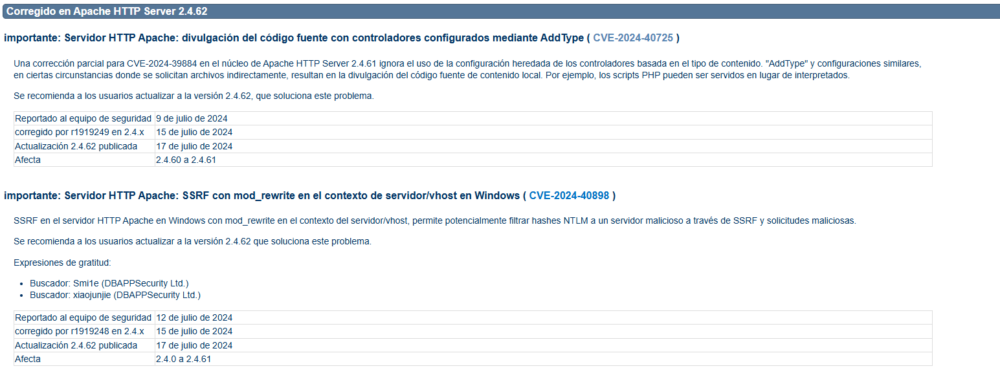 Corregido en Apache HTTP Server 2.4.62
importante: Servidor HTTP Apache: divulgación del código fuente con controladores configurados mediante AddType ( CVE-2024-40725 )
Una corrección parcial para CVE-2024-39884 en el núcleo de Apache HTTP Server 2.4.61 ignora el uso de la configuración heredada de los controladores basada en el tipo de contenido. "AddType" y configuraciones similares,
en ciertas circunstancias donde se solicitan archivos indirectamente, resultan en la divulgación del código fuente de contenido local. Por ejemplo, los scripts PHP pueden ser servidos en lugar de interpretados.
Se recomienda a los usuarios actualizar a la versión 2.4.62, que soluciona este problema.
Reportado al equipo de seguridad 9 de julio de 2024
corregido por r1919249 en 2.4.x 15 de julio de 2024
Actualización 2.4.62 publicada 17 de julio de 2024
Afecta 2.4.60 a 2.4.61
importante: Servidor HTTP Apache: SSRF con mod_rewrite en el contexto de servidor/vhost en Windows ( CVE-2024-40898 )
SSRF en el servidor HTTP Apache en Windows con mod_rewrite en el contexto del servidor/vhost, permite potencialmente filtrar hashes NTLM a un servidor malicioso a través de SSRF y solicitudes maliciosas.
Se recomienda a los usuarios actualizar a la versión 2.4.62 que soluciona este problema.
Expresiones de gratitud:
• Buscador: Smi1e (DBAPPSecurity Ltd.)
• Buscador: xiaojunjie (DBAPPSecurity Ltd.)
Reportado al equipo de seguridad 12 de julio de 2024
corregido por r1919248 en 2.4.x 15 de julio de 2024
Actualización 2.4.62 publicada 17 de julio de 2024
Afecta 2.4.0 a 2.4.61